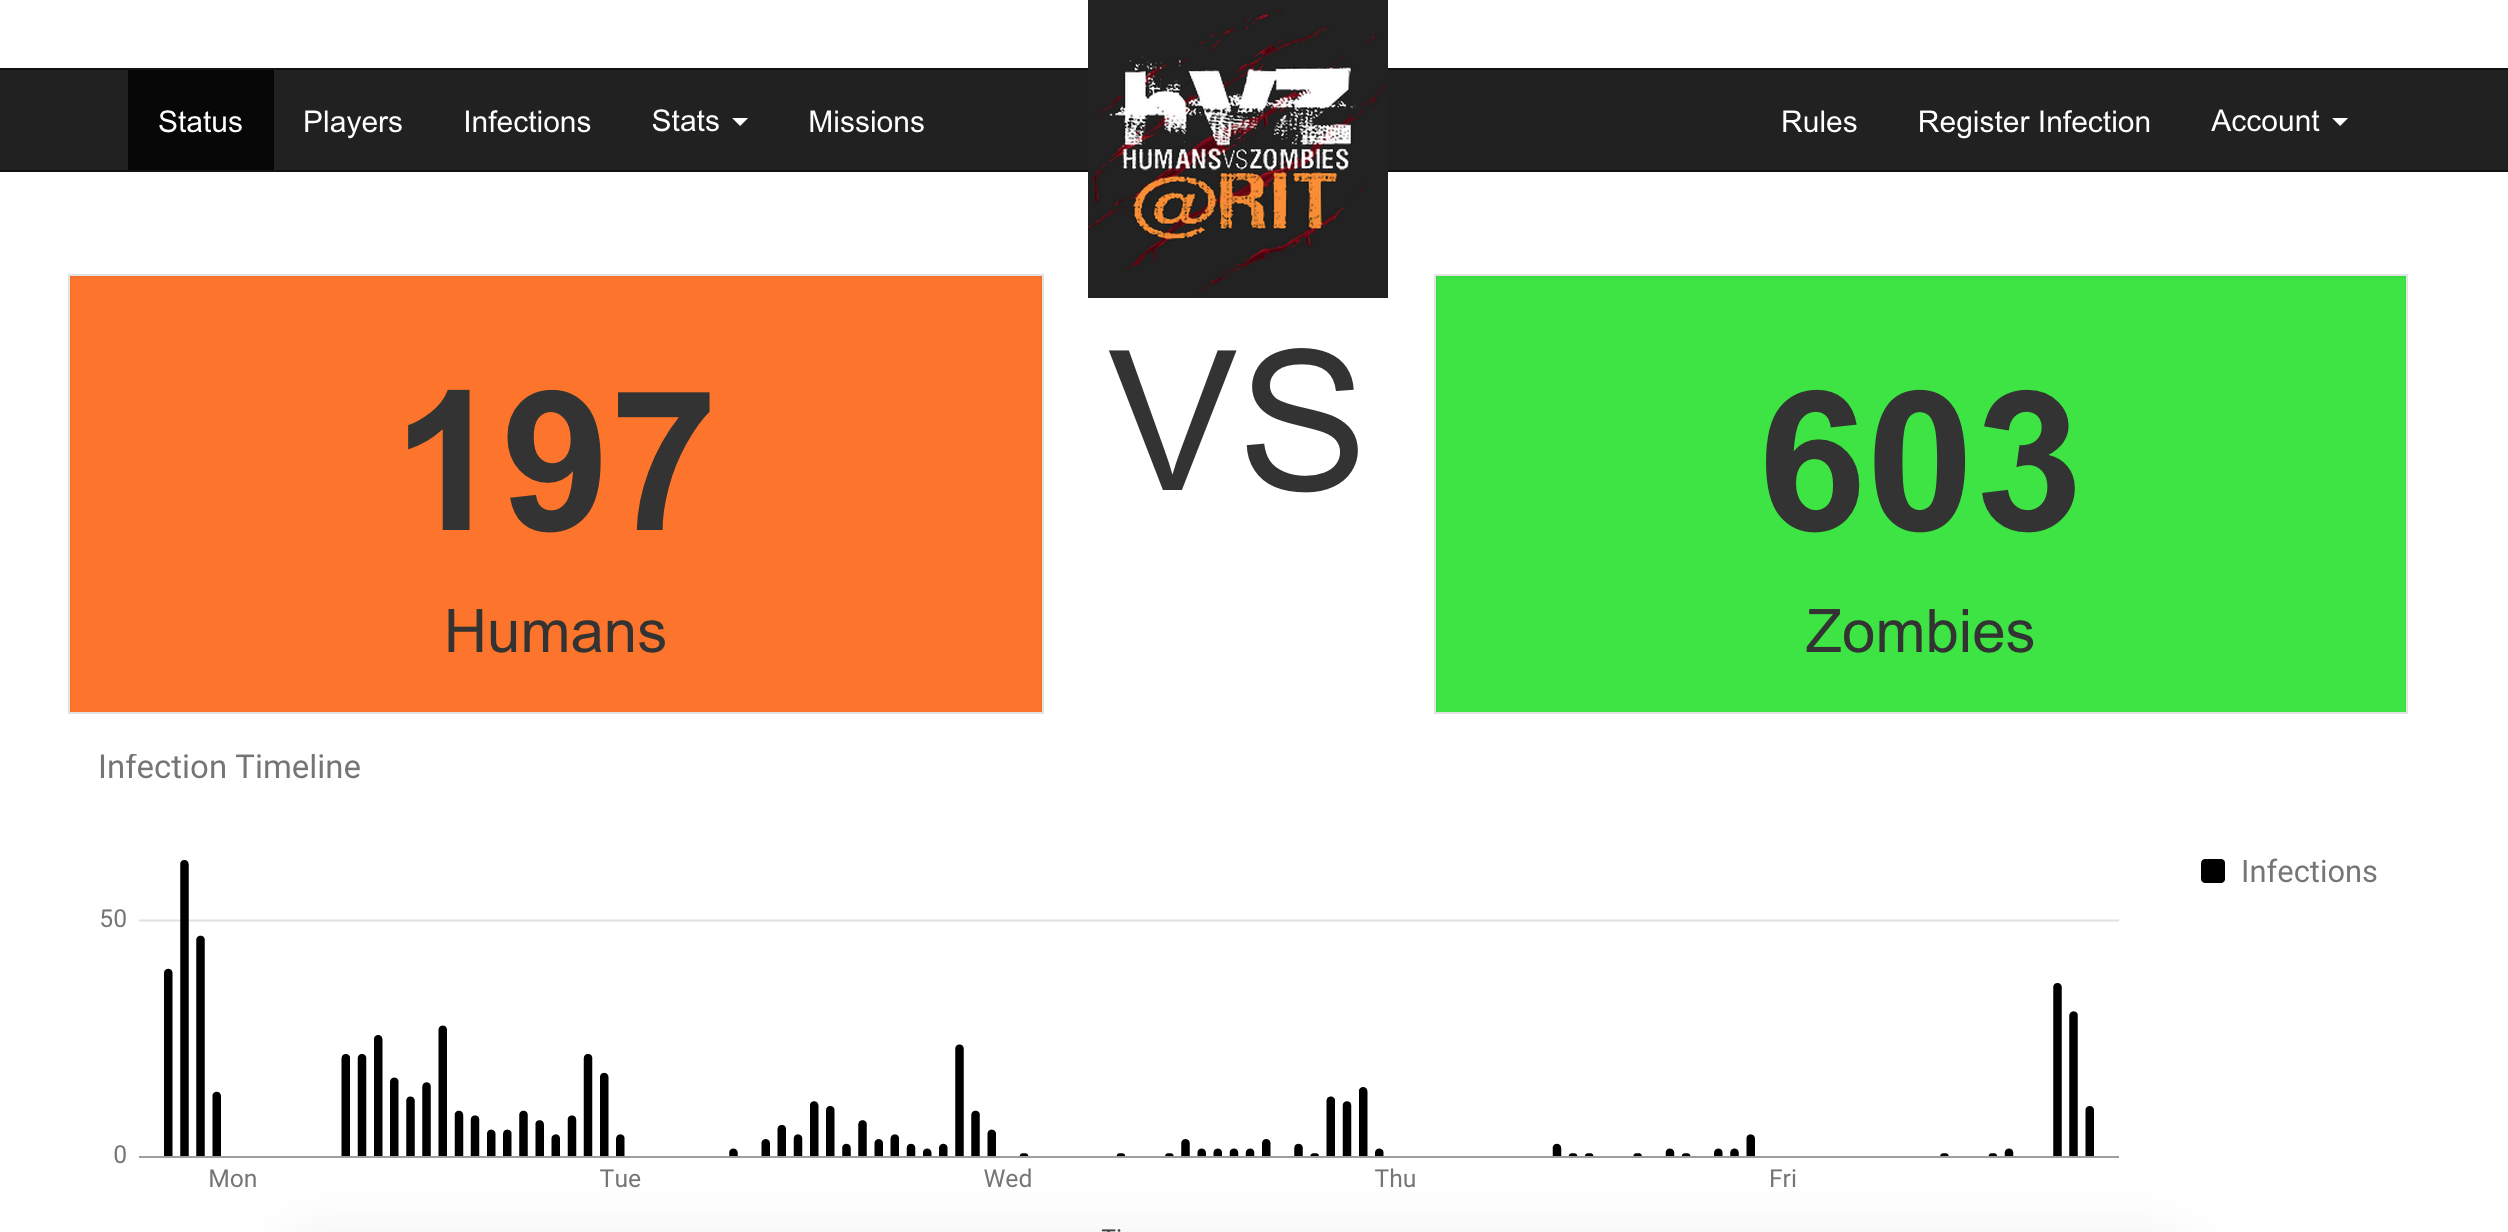 Status Players Infections Stats Missions
hvz
HUMANSVSZOMBIES
@RIT
Rules Register Infection Account
197
Humans
VS
603
Zombies
Infection Timeline
Infections
50
0
Mon Tue Wed Thu Fri